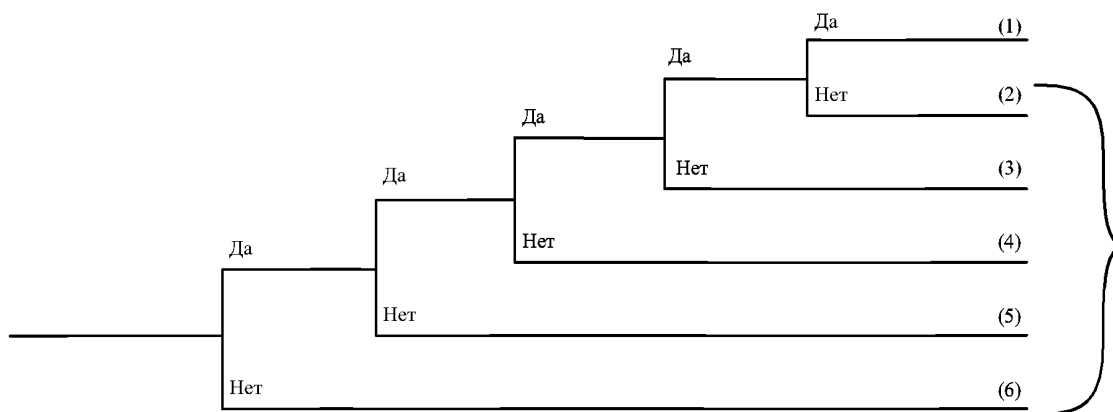 Да (1)
Да
Нет (2)
Да
Нет (3)
Да
Нет (4)
Да
Нет (5)
Нет (6)